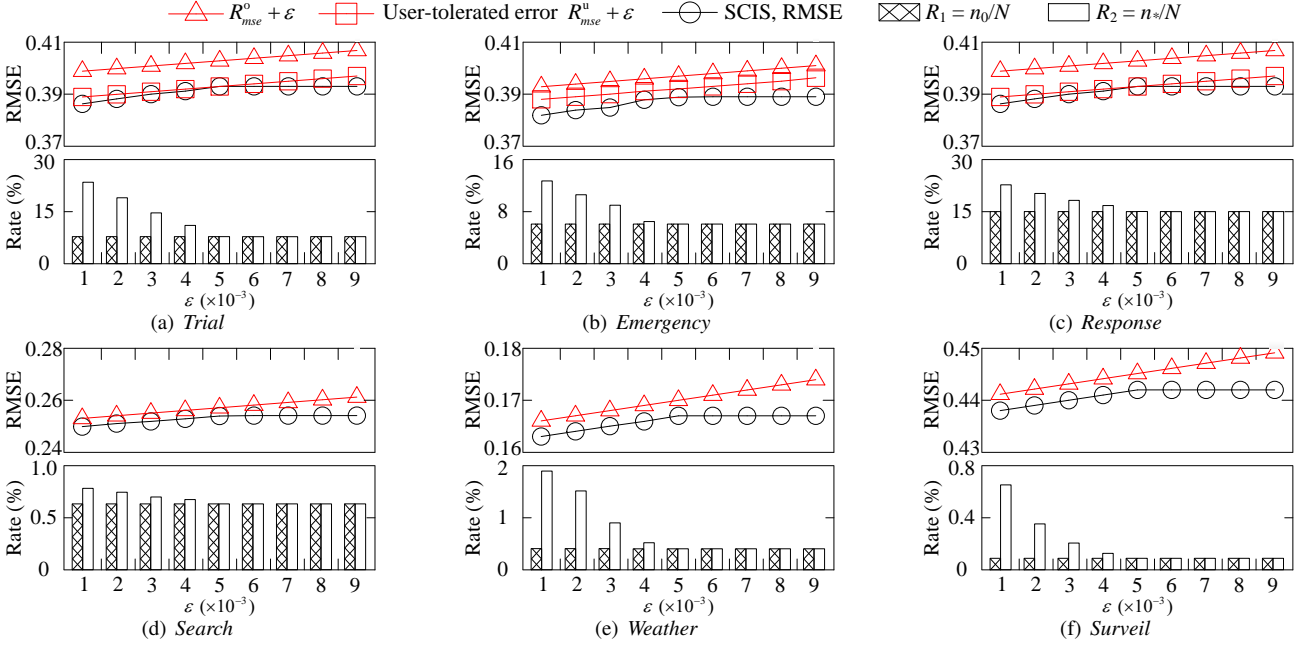 R°mse + ε User-tolerated error Rᵘmse + ε SCIS, RMSE R1 = n0/N R2 = n*/N
0.41 0.41 0.41
RMSE RMSE RMSE
0.39 0.39 0.39
0.37 0.37 0.37
30 16 30
Rate (%) Rate (%) Rate (%)
15 8 15
0 0 0
1 2 3 4 5 6 7 8 9 1 2 3 4 5 6 7 8 9 1 2 3 4 5 6 7 8 9
ε (×10⁻³) ε (×10⁻³) ε (×10⁻³)
(a) Trial (b) Emergency (c) Response
0.28 0.18 0.45
RMSE RMSE RMSE
0.26 0.17 0.44
0.24 0.16 0.43
1.0 2 0.8
Rate (%) Rate (%) Rate (%)
0.5 1 0.4
0 0 0
1 2 3 4 5 6 7 8 9 1 2 3 4 5 6 7 8 9 1 2 3 4 5 6 7 8 9
ε (×10⁻³) ε (×10⁻³) ε (×10⁻³)
(d) Search (e) Weather (f) Surveil